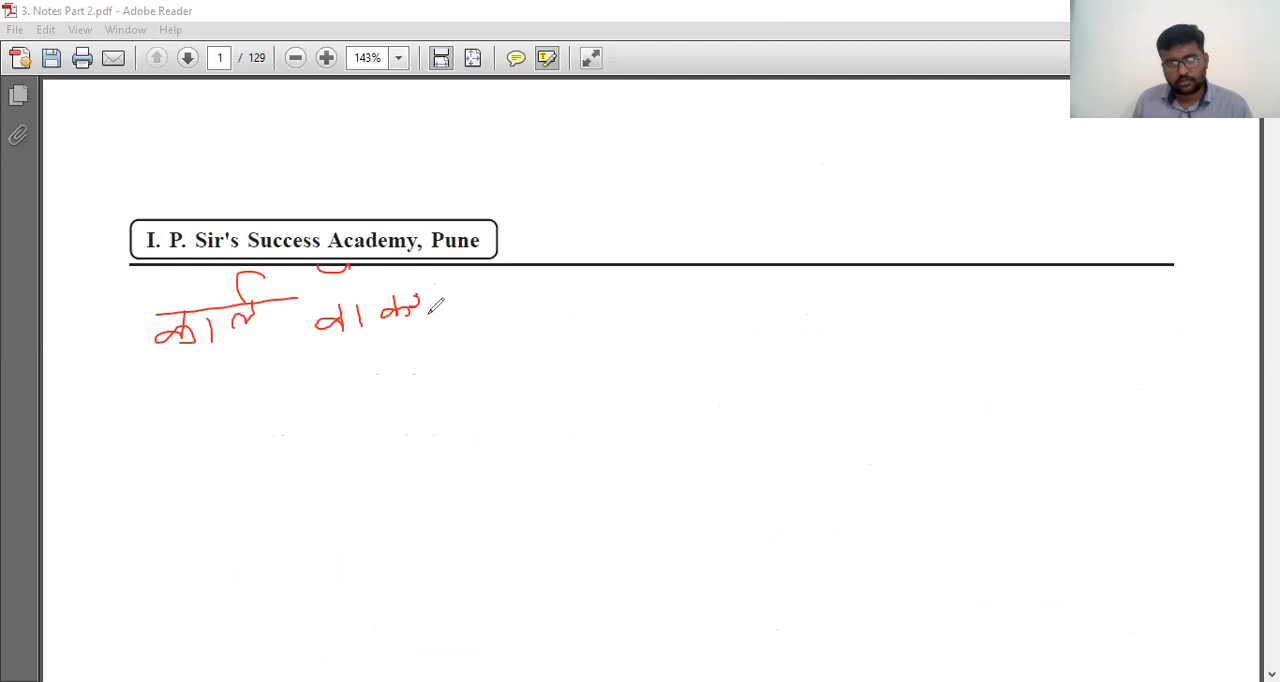 3. Notes Part 2.pdf - Adobe Reader
File Edit View Window Help
1 / 129 143%
I. P. Sir's Success Academy, Pune